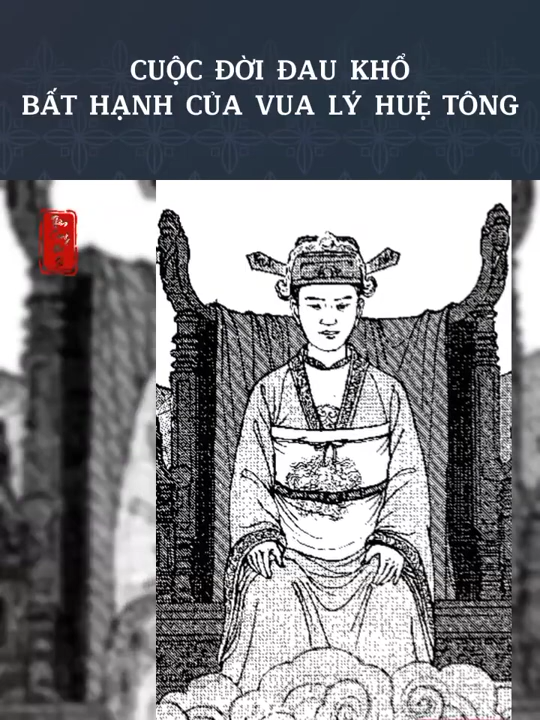 CUỘC ĐỜI ĐAU KHỔ
BẤT HẠNH CỦA VUA LÝ HUỆ TÔNG